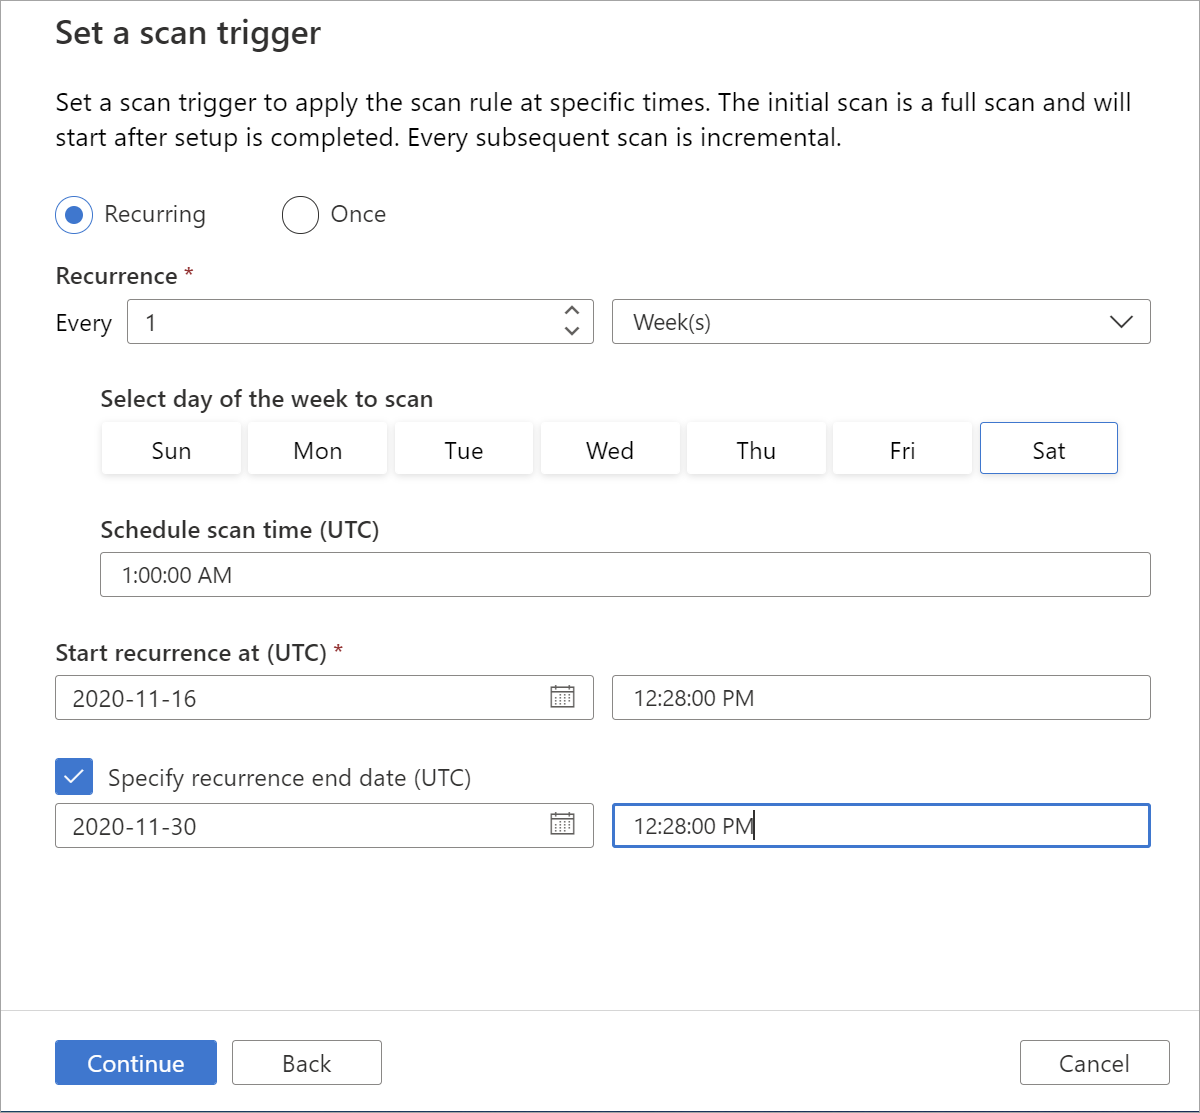 Set a scan trigger
Set a scan trigger to apply the scan rule at specific times. The initial scan is a full scan and will
start after setup is completed. Every subsequent scan is incremental.
Recurring Once
Recurrence *
Every 1 Week(s)
Select day of the week to scan
Sun Mon Tue Wed Thu Fri Sat
Schedule scan time (UTC)
1:00:00 AM
Start recurrence at (UTC) *
2020-11-16 12:28:00 PM
Specify recurrence end date (UTC)
2020-11-30 12:28:00 PM
Continue Back Cancel